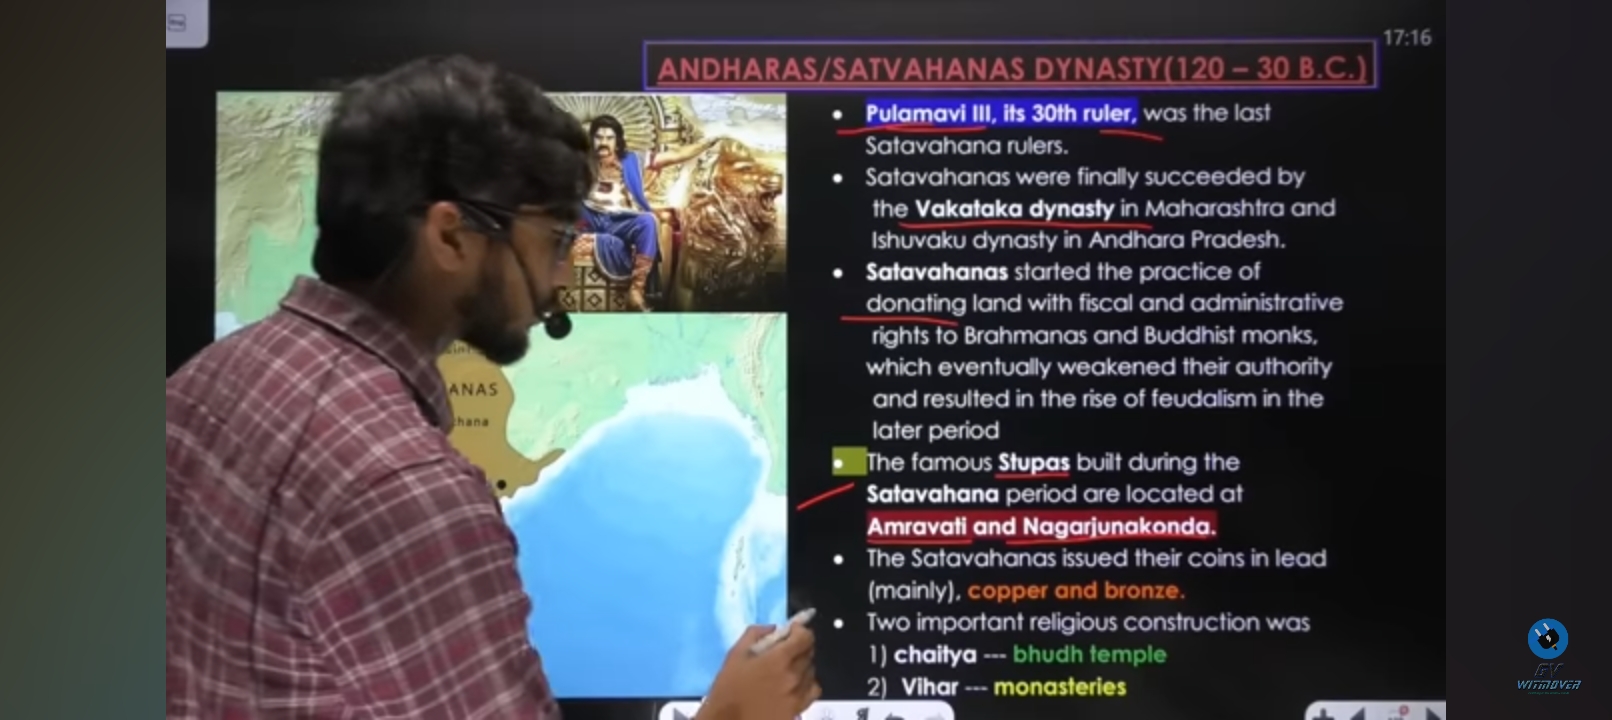 17:16
ANDHARAS/SATVAHANAS DYNASTY(120 – 30 B.C.)
• Pulamavi III, its 30th ruler, was the last
Satavahana rulers.
• Satavahanas were finally succeeded by
the Vakataka dynasty in Maharashtra and
Ishuvaku dynasty in Andhara Pradesh.
• Satavahanas started the practice of
donating land with fiscal and administrative
rights to Brahmanas and Buddhist monks,
which eventually weakened their authority
and resulted in the rise of feudalism in the
later period
• The famous Stupas built during the
Satavahana period are located at
Amravati and Nagarjunakonda.
• The Satavahanas issued their coins in lead
(mainly), copper and bronze.
• Two important religious construction was
1) chaitya --- bhudh temple
2) Vihar --- monasteries
ANAS
hana
WITMOVER